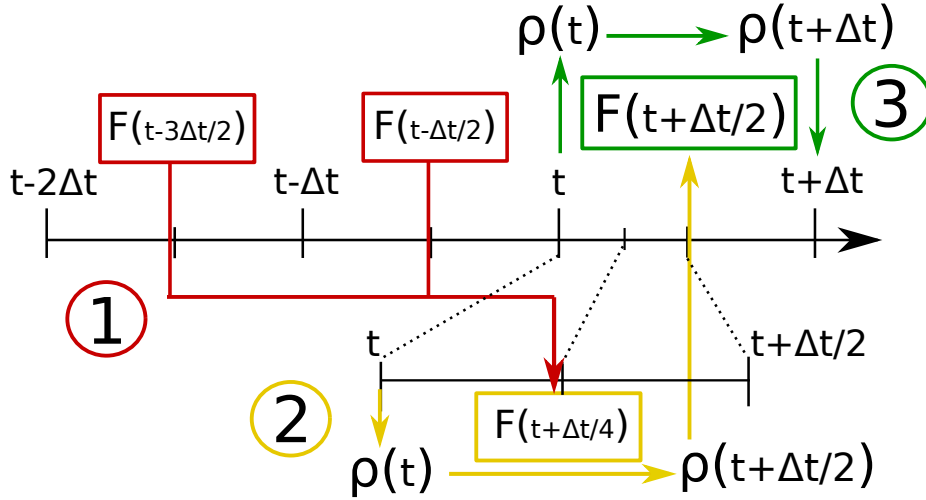 ρ(t) ρ(t+Δt)
F(t-3Δt/2) F(t-Δt/2) F(t+Δt/2) 3
t-2Δt t-Δt t t+Δt
1
t t+Δt/2
2 F(t+Δt/4)
ρ(t) ρ(t+Δt/2)